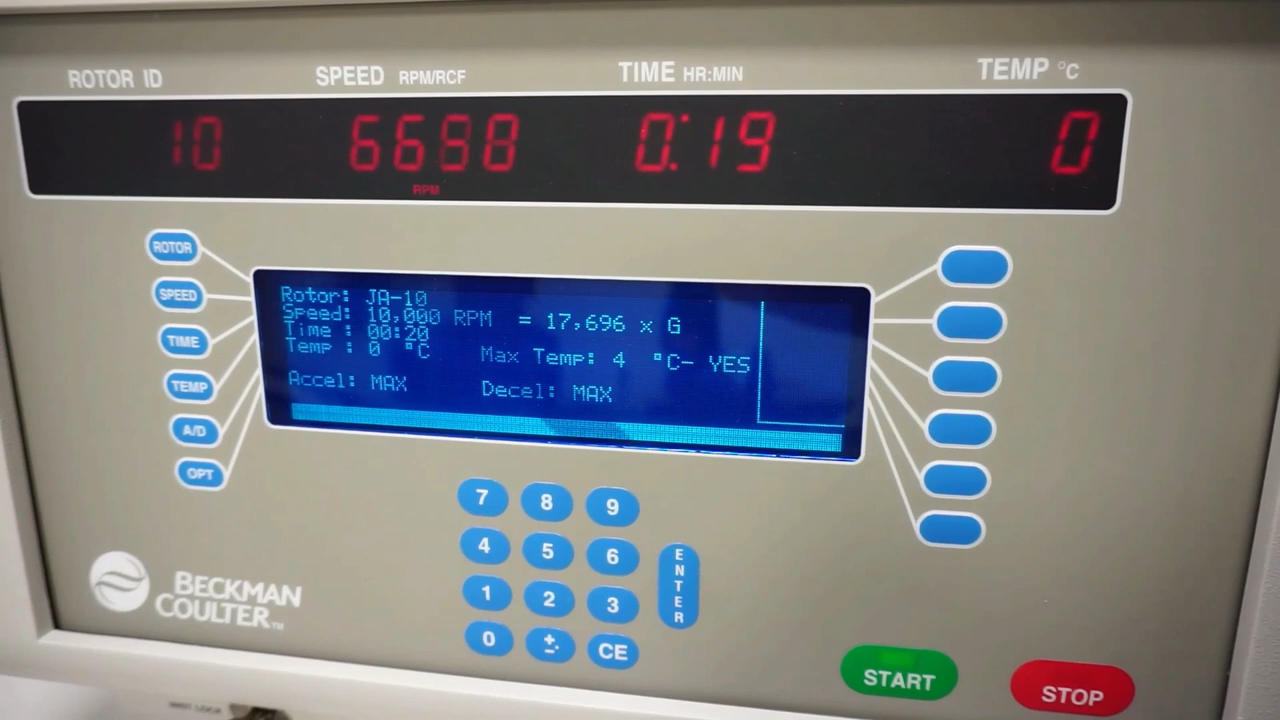 ROTOR ID SPEED RPM/RCF TIME HR:MIN TEMP °C
10 6698 0:19 0
RPM
ROTOR
SPEED
TIME
TEMP
A/D
OPT
Rotor: JA-10
Speed: 10,000 RPM = 17,696 x G
Time : 00:20
Temp : 0 °C Max Temp: 4 °C- YES
Accel: MAX Decel: MAX
7 8 9
4 5 6
1 2 3
0 +- CE
ENTER
BECKMAN
COULTER™
START STOP